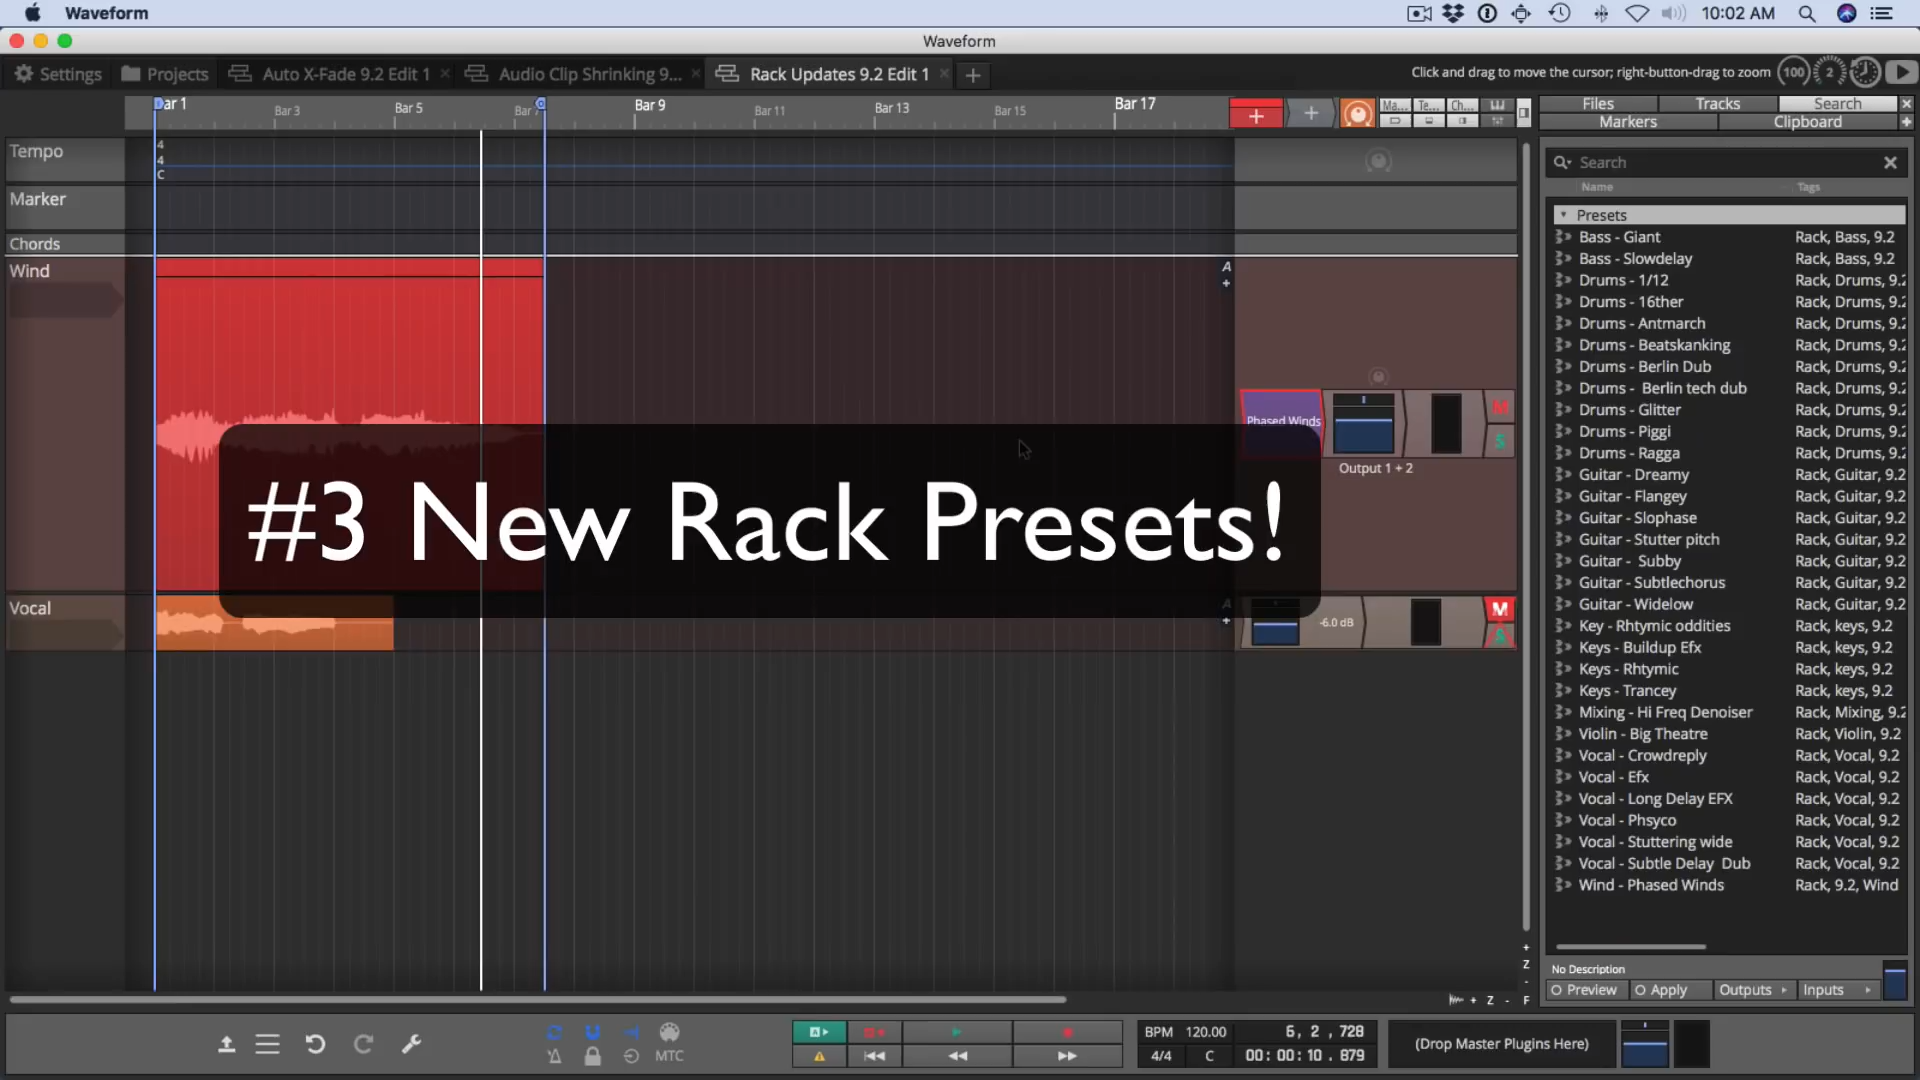 Waveform
10:02 AM
Waveform
Settings
Projects
Auto X-Fade 9.2 Edit 1
Audio Clip Shrinking 9...
Rack Updates 9.2 Edit 1
Click and drag to move the cursor; right-button-drag to zoom
100
2
Bar 3
Bar 5
Bar 9
Bar 11
Bar 13
Bar 15
Bar 17
Ma...
Te...
Ch...
Files
Tracks
Search
Markers
Clipboard
Tempo
4
4
C
Marker
Chords
Wind
A
Phased Winds
M
S
Output 1 + 2
#3 New Rack Presets!
Vocal
A
-6.0 dB
M
S
Search
Name
Tags
Presets
Bass - Giant Rack, Bass, 9.2
Bass - Slowdelay Rack, Bass, 9.2
Drums - 1/12 Rack, Drums, 9.2
Drums - 16ther Rack, Drums, 9.2
Drums - Antmarch Rack, Drums, 9.2
Drums - Beatskanking Rack, Drums, 9.2
Drums - Berlin Dub Rack, Drums, 9.2
Drums - Berlin tech dub Rack, Drums, 9.2
Drums - Glitter Rack, Drums, 9.2
Drums - Piggi Rack, Drums, 9.2
Drums - Ragga Rack, Drums, 9.2
Guitar - Dreamy Rack, Guitar, 9.2
Guitar - Flangey Rack, Guitar, 9.2
Guitar - Slophase Rack, Guitar, 9.2
Guitar - Stutter pitch Rack, Guitar, 9.2
Guitar - Subby Rack, Guitar, 9.2
Guitar - Subtlechorus Rack, Guitar, 9.2
Guitar - Widelow Rack, Guitar, 9.2
Key - Rhtymic oddities Rack, keys, 9.2
Keys - Buildup Efx Rack, keys, 9.2
Keys - Rhtymic Rack, keys, 9.2
Keys - Trancey Rack, keys, 9.2
Mixing - Hi Freq Denoiser Rack, Mixing, 9.2
Violin - Big Theatre Rack, Violin, 9.2
Vocal - Crowdreply Rack, Vocal, 9.2
Vocal - Efx Rack, Vocal, 9.2
Vocal - Long Delay EFX Rack, Vocal, 9.2
Vocal - Phsyco Rack, Vocal, 9.2
Vocal - Stuttering wide Rack, Vocal, 9.2
Vocal - Subtle Delay Dub Rack, Vocal, 9.2
Wind - Phased Winds Rack, 9.2, Wind
No Description
Preview
Apply
Outputs
Inputs
Z
Z
F
MTC
BPM 120.00
6, 2, 728
4/4
C
00: 00: 10 . 879
(Drop Master Plugins Here)